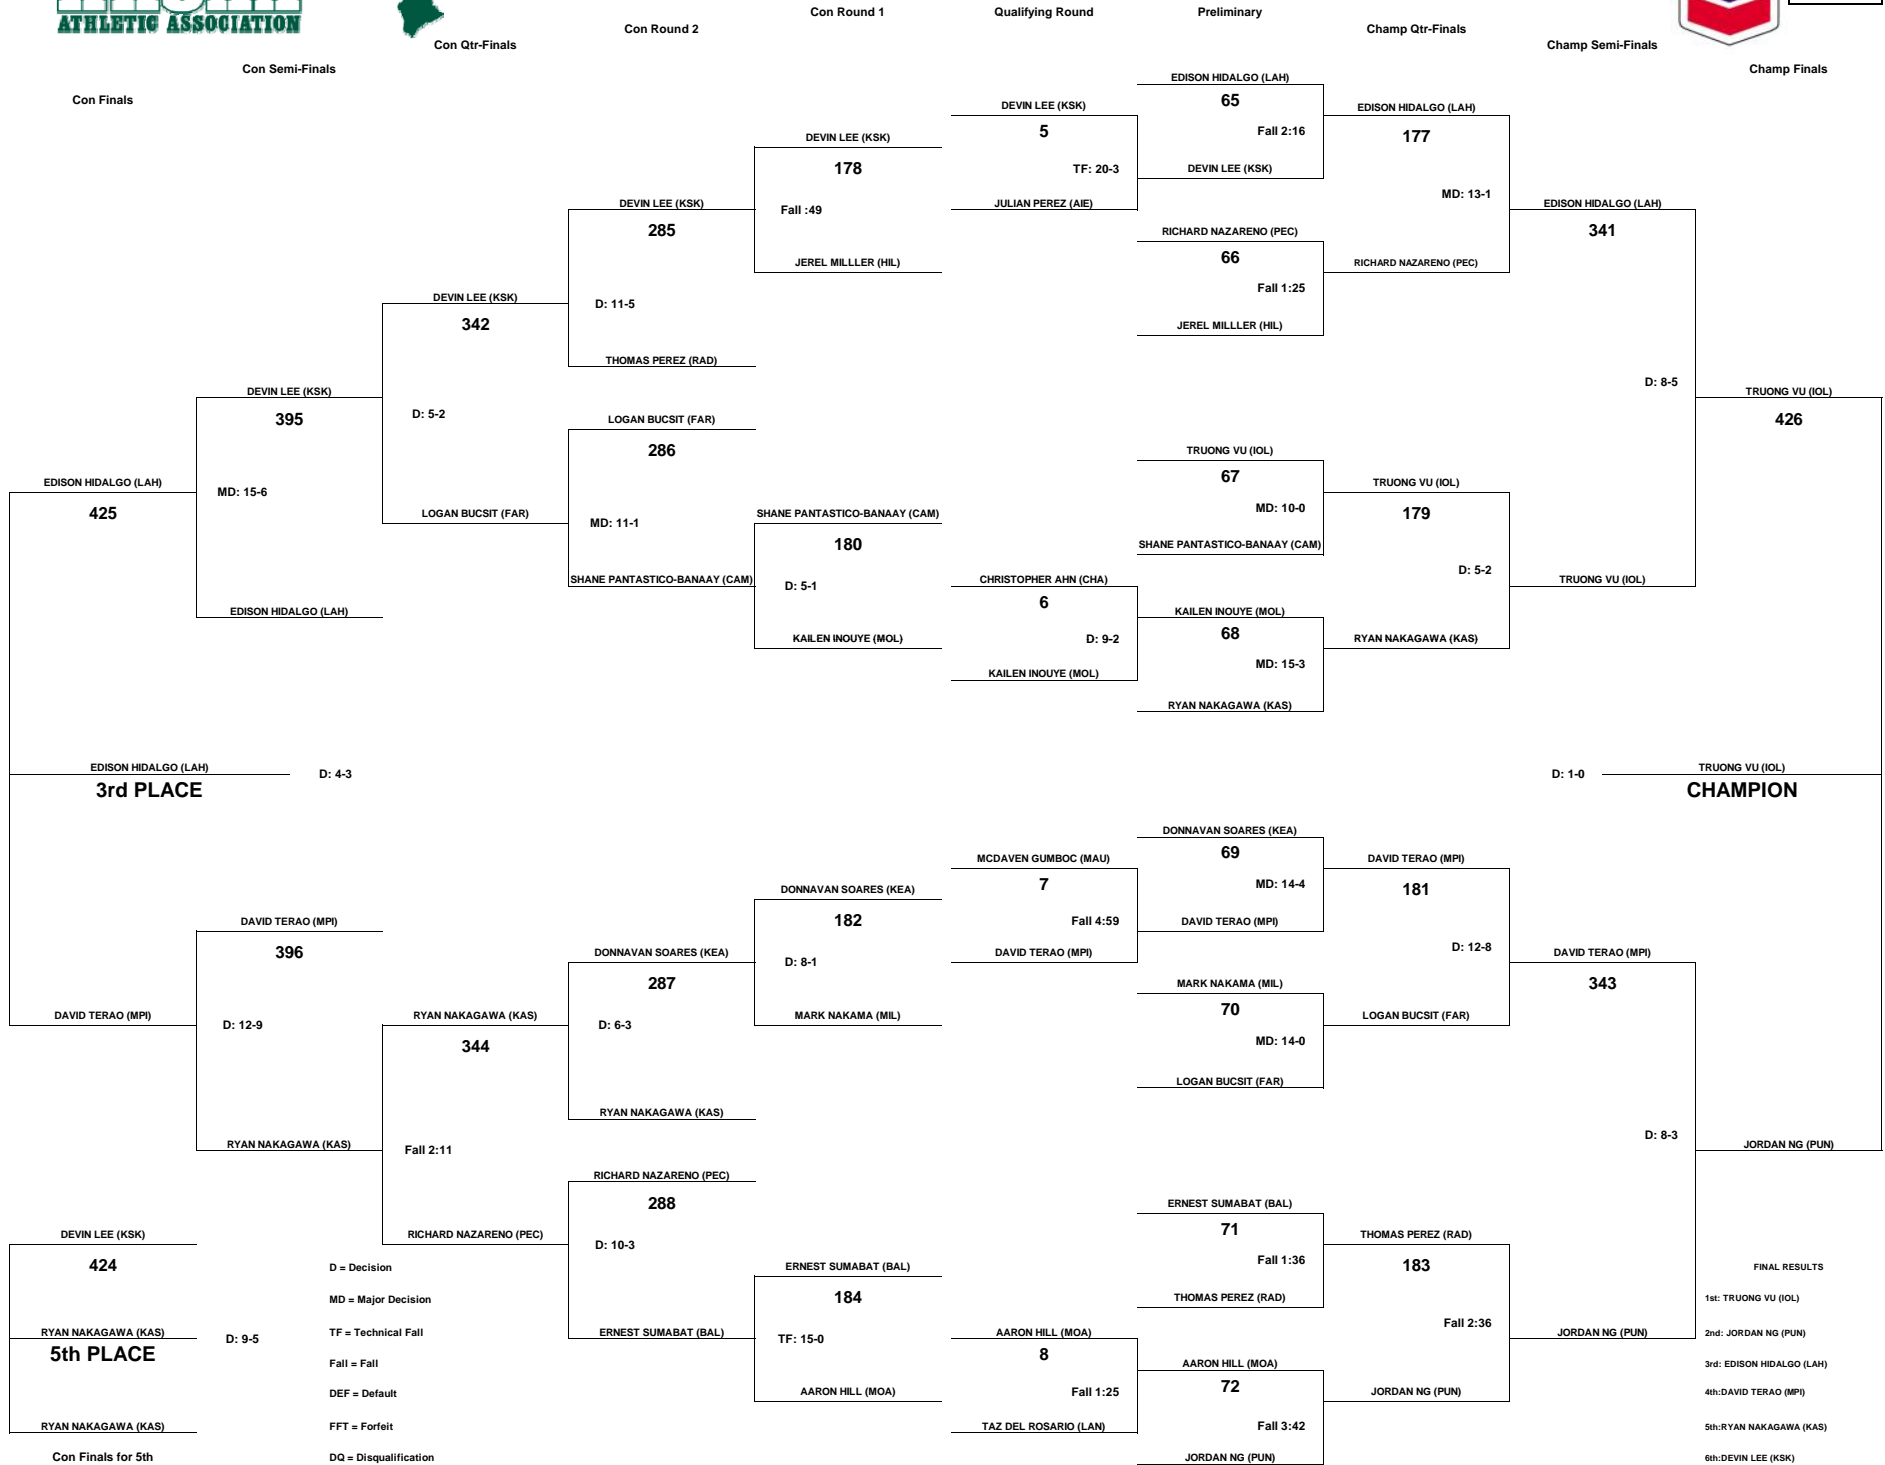 ATHLETIC ASSOCIATION
Con Finals
Con Semi-Finals
Con Qtr-Finals
Con Round 2
Con Round 1
Qualifying Round
Preliminary
Champ Qtr-Finals
Champ Semi-Finals
Champ Finals
EDISON HIDALGO (LAH)
425
EDISON HIDALGO (LAH)
3rd PLACE
D: 4-3
DAVID TERAO (MPI)
DEVIN LEE (KSK)
424
RYAN NAKAGAWA (KAS)
5th PLACE
D: 9-5
RYAN NAKAGAWA (KAS)
Con Finals for 5th
DEVIN LEE (KSK)
395
MD: 15-6
EDISON HIDALGO (LAH)
DAVID TERAO (MPI)
396
D: 12-9
RYAN NAKAGAWA (KAS)
D = Decision
MD = Major Decision
TF = Technical Fall
Fall = Fall
DEF = Default
FFT = Forfeit
DQ = Disqualification
DEVIN LEE (KSK)
342
D: 5-2
LOGAN BUCSIT (FAR)
RYAN NAKAGAWA (KAS)
344
Fall 2:11
RICHARD NAZARENO (PEC)
DEVIN LEE (KSK)
285
D: 11-5
THOMAS PEREZ (RAD)
LOGAN BUCSIT (FAR)
286
MD: 11-1
SHANE PANTASTICO-BANAAY (CAM)
DONNAVAN SOARES (KEA)
287
D: 6-3
RYAN NAKAGAWA (KAS)
RICHARD NAZARENO (PEC)
288
D: 10-3
ERNEST SUMABAT (BAL)
DEVIN LEE (KSK)
178
Fall :49
JEREL MILLLER (HIL)
SHANE PANTASTICO-BANAAY (CAM)
180
D: 5-1
KAILEN INOUYE (MOL)
DONNAVAN SOARES (KEA)
182
D: 8-1
MARK NAKAMA (MIL)
ERNEST SUMABAT (BAL)
184
TF: 15-0
AARON HILL (MOA)
DEVIN LEE (KSK)
5
TF: 20-3
JULIAN PEREZ (AIE)
CHRISTOPHER AHN (CHA)
6
D: 9-2
KAILEN INOUYE (MOL)
MCDAVEN GUMBOC (MAU)
7
Fall 4:59
DAVID TERAO (MPI)
AARON HILL (MOA)
8
Fall 1:25
TAZ DEL ROSARIO (LAN)
EDISON HIDALGO (LAH)
65
Fall 2:16
DEVIN LEE (KSK)
RICHARD NAZARENO (PEC)
66
Fall 1:25
JEREL MILLLER (HIL)
TRUONG VU (IOL)
67
MD: 10-0
SHANE PANTASTICO-BANAAY (CAM)
KAILEN INOUYE (MOL)
68
MD: 15-3
RYAN NAKAGAWA (KAS)
DONNAVAN SOARES (KEA)
69
MD: 14-4
DAVID TERAO (MPI)
MARK NAKAMA (MIL)
70
MD: 14-0
LOGAN BUCSIT (FAR)
ERNEST SUMABAT (BAL)
71
Fall 1:36
THOMAS PEREZ (RAD)
AARON HILL (MOA)
72
Fall 3:42
JORDAN NG (PUN)
EDISON HIDALGO (LAH)
177
MD: 13-1
RICHARD NAZARENO (PEC)
TRUONG VU (IOL)
179
D: 5-2
RYAN NAKAGAWA (KAS)
DAVID TERAO (MPI)
181
D: 12-8
LOGAN BUCSIT (FAR)
THOMAS PEREZ (RAD)
183
Fall 2:36
JORDAN NG (PUN)
EDISON HIDALGO (LAH)
341
D: 8-5
TRUONG VU (IOL)
DAVID TERAO (MPI)
343
D: 8-3
JORDAN NG (PUN)
TRUONG VU (IOL)
426
D: 1-0
TRUONG VU (IOL)
CHAMPION
JORDAN NG (PUN)
FINAL RESULTS
1st: TRUONG VU (IOL)
2nd: JORDAN NG (PUN)
3rd: EDISON HIDALGO (LAH)
4th:DAVID TERAO (MPI)
5th:RYAN NAKAGAWA (KAS)
6th:DEVIN LEE (KSK)